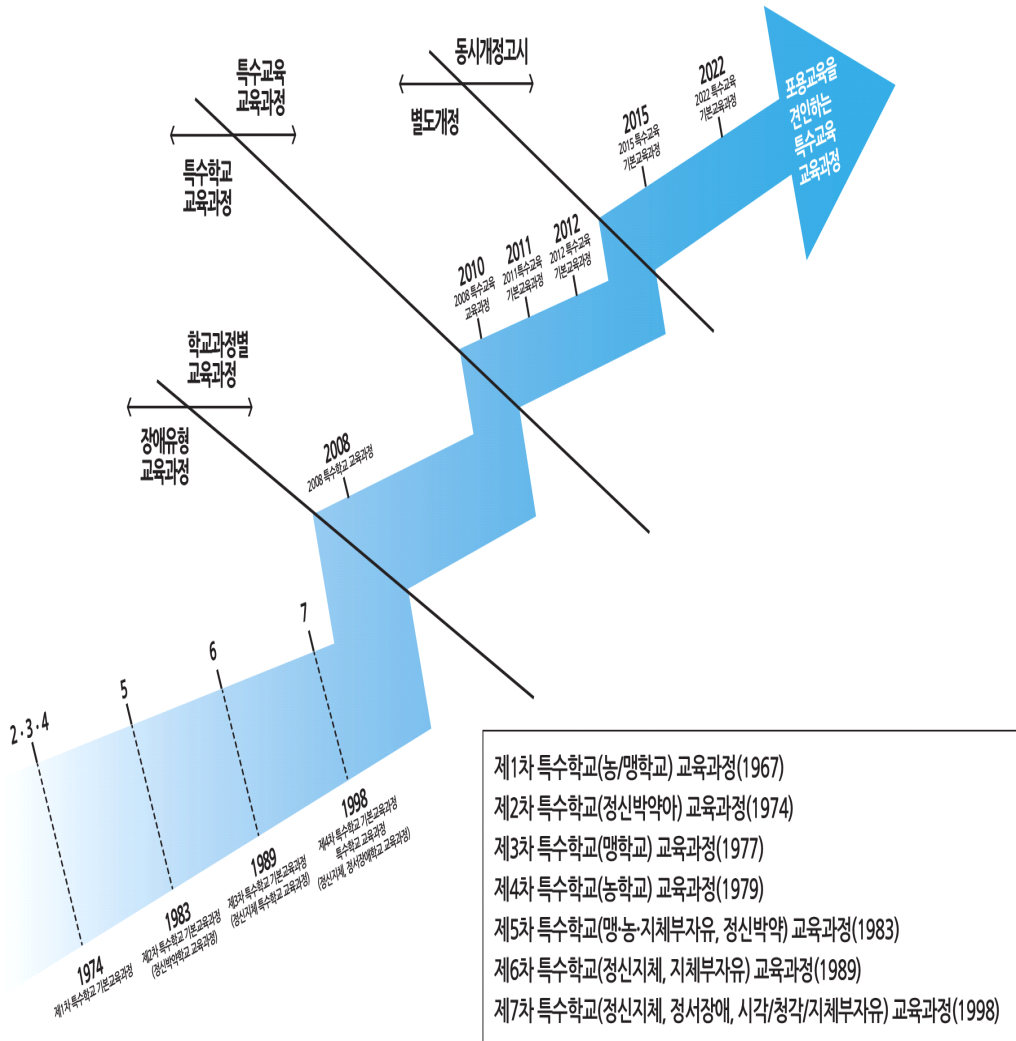 동시개정고시
별도개정
특수교육
교육과정
특수학교
교육과정
학교과정별
교육과정
장애유형
교육과정
포용교육을
견인하는
특수교육
교육과정
2022
2022 특수교육
기본교육과정
2015
2015 특수교육
기본교육과정
2012
2012 특수교육
기본교육과정
2011
2011특수교육
기본교육과정
2010
2008 특수교육
교육과정
2008
2008 특수학교 교육과정
7
6
5
2·3·4
1974
제1차 특수학교 기본교육과정
1983
제2차 특수학교 기본교육과정
(정신박약학교 교육과정)
1989
제3차 특수학교 기본교육과정
(정신지체 특수학교 교육과정)
1998
제4차 특수학교 기본교육과정
특수학교 교육과정
(정신지체, 정서장애학교 교육과정)
제1차 특수학교(농/맹학교) 교육과정(1967)
제2차 특수학교(정신박약아) 교육과정(1974)
제3차 특수학교(맹학교) 교육과정(1977)
제4차 특수학교(농학교) 교육과정(1979)
제5차 특수학교(맹·농·지체부자유, 정신박약) 교육과정(1983)
제6차 특수학교(정신지체, 지체부자유) 교육과정(1989)
제7차 특수학교(정신지체, 정서장애, 시각/청각/지체부자유) 교육과정(1998)